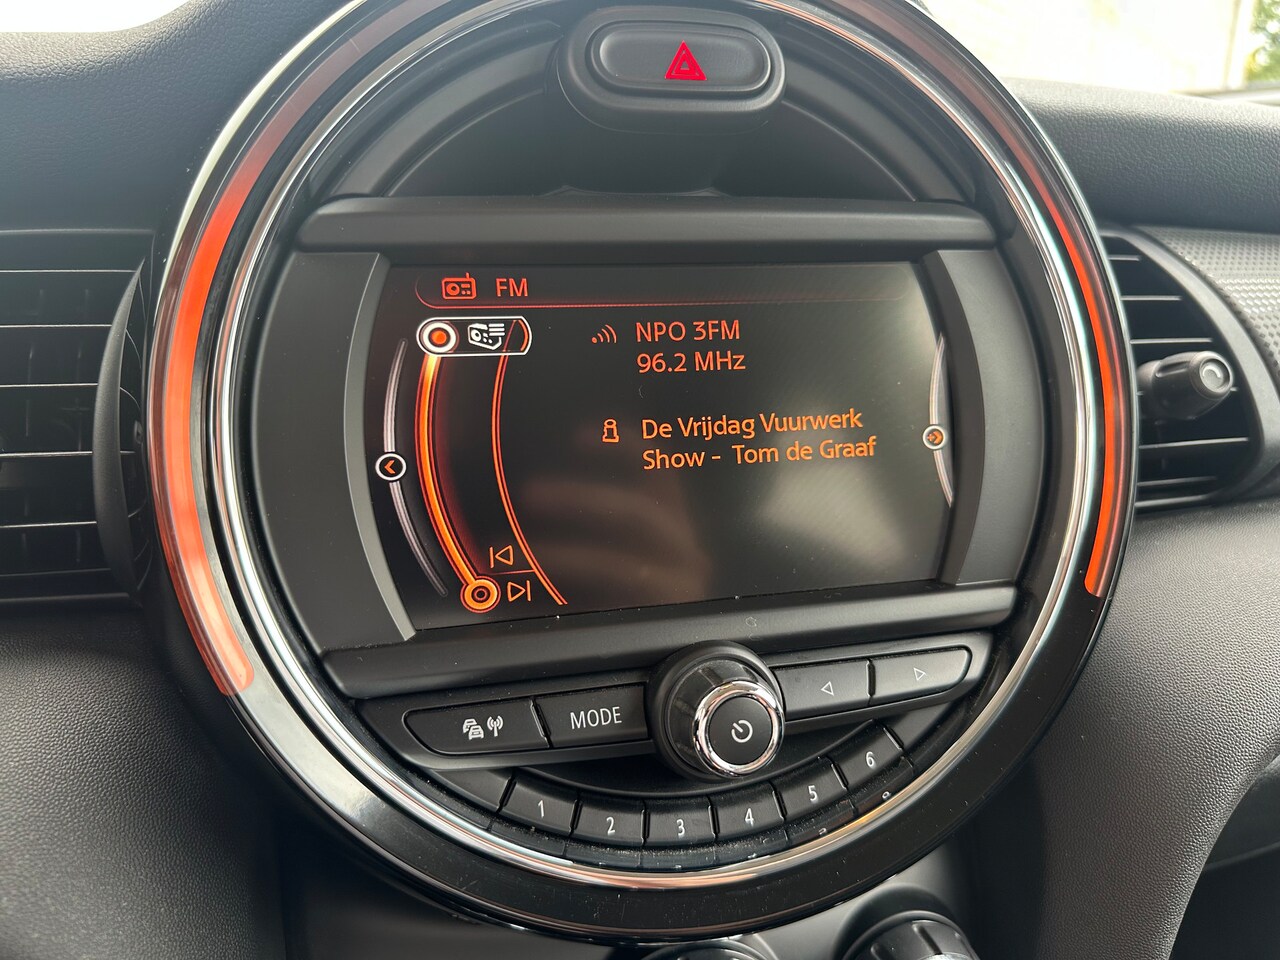 FM
NPO 3FM
96.2 MHz
De Vrijdag Vuurwerk
Show - Tom de Graaf
MODE
1
2
3
4
5
6